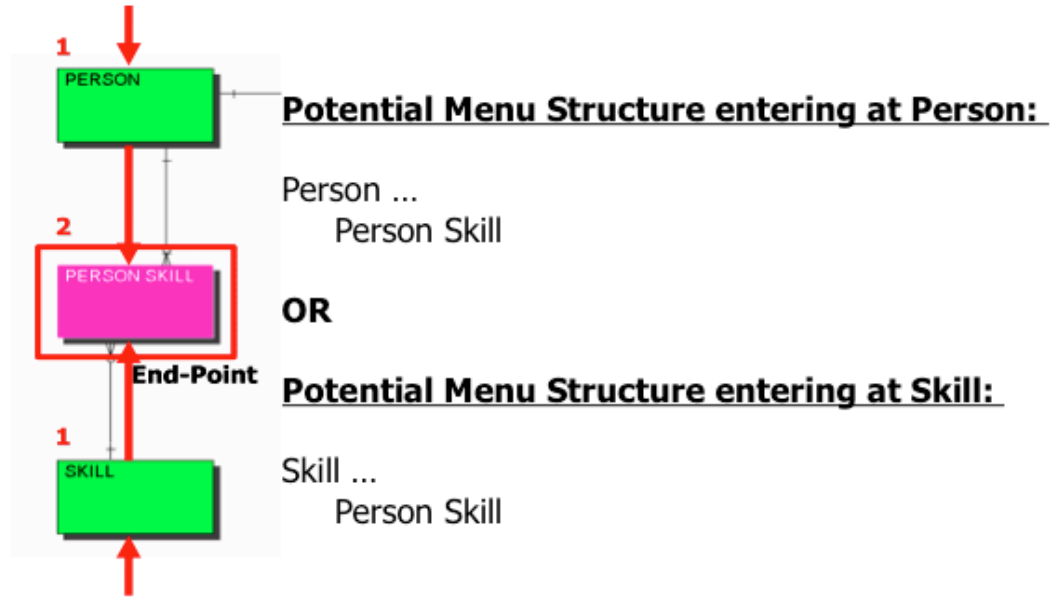 1
PERSON
Potential Menu Structure entering at Person:
Person ...
Person Skill
2
PERSON SKILL
OR
End-Point
Potential Menu Structure entering at Skill:
1
SKILL
Skill ...
Person Skill